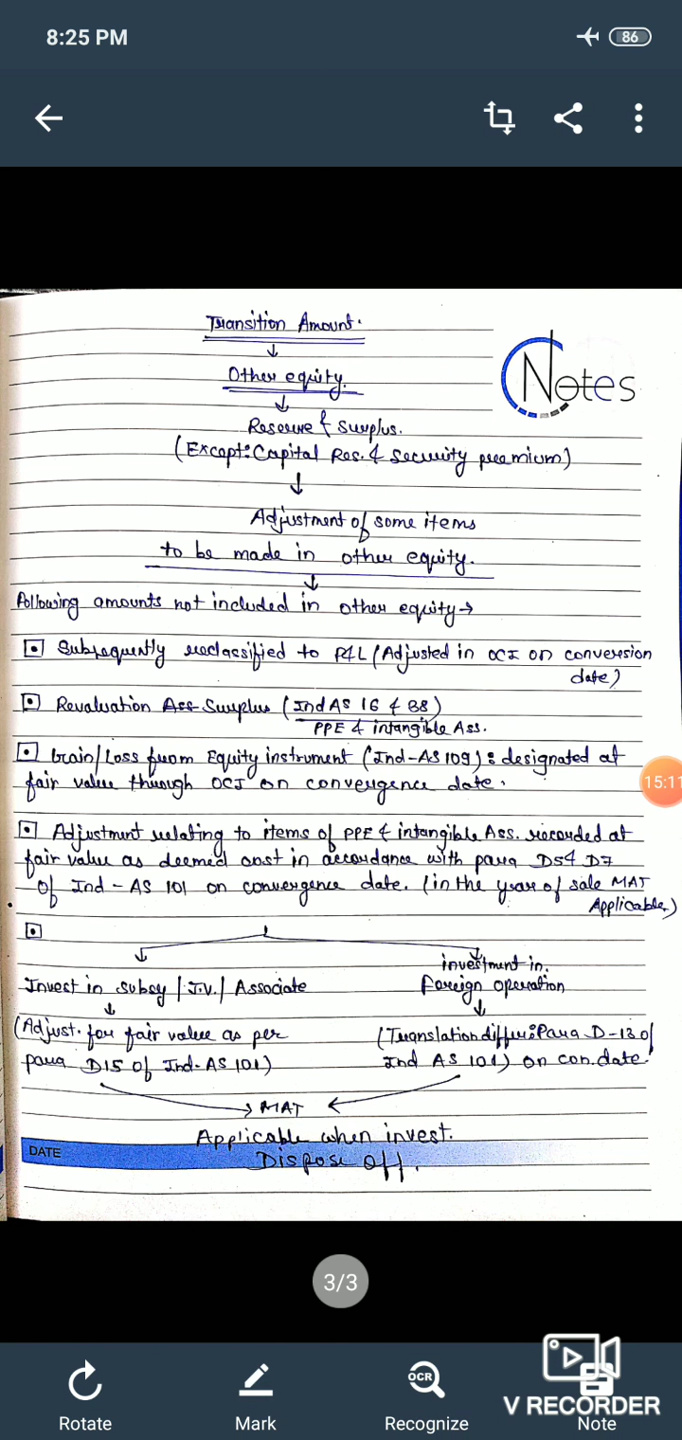 8:25 PM
86
Transition Amount.
Other equity.
Notes
Reserve & Surplus.
(Except: Capital Res. & Security premium)
Adjustment of some items
to be made in other equity.
Following amounts not included in other equity→
Subsequently reclassified to P&L (Adjusted in OCI on conversion
date)
Revaluation Ass Surplus (Ind AS 16 & 38)
PPE & intangible Ass.
Gain/Loss from Equity instrument (Ind-AS 109): designated at
15:11
fair value through OCI on convergence date.
Adjustment relating to items of PPE & intangible Ass. recorded at
fair value as deemed cost in accordance with para D5 & D7
of Ind-AS 101 on convergence date. (in the year of sale MAT
Applicable)
investment in.
Invest in subsy / J.V. / Associate
foreign operation
(Adjust. for fair value as per
(Translation differ: Para D-13 of
para D15 of Ind-AS 101)
Ind AS 101) on con. date
MAT
Applicable when invest.
DATE
Dispose off.
3/3
OCR
V RECORDER
Rotate
Mark
Recognize
Note